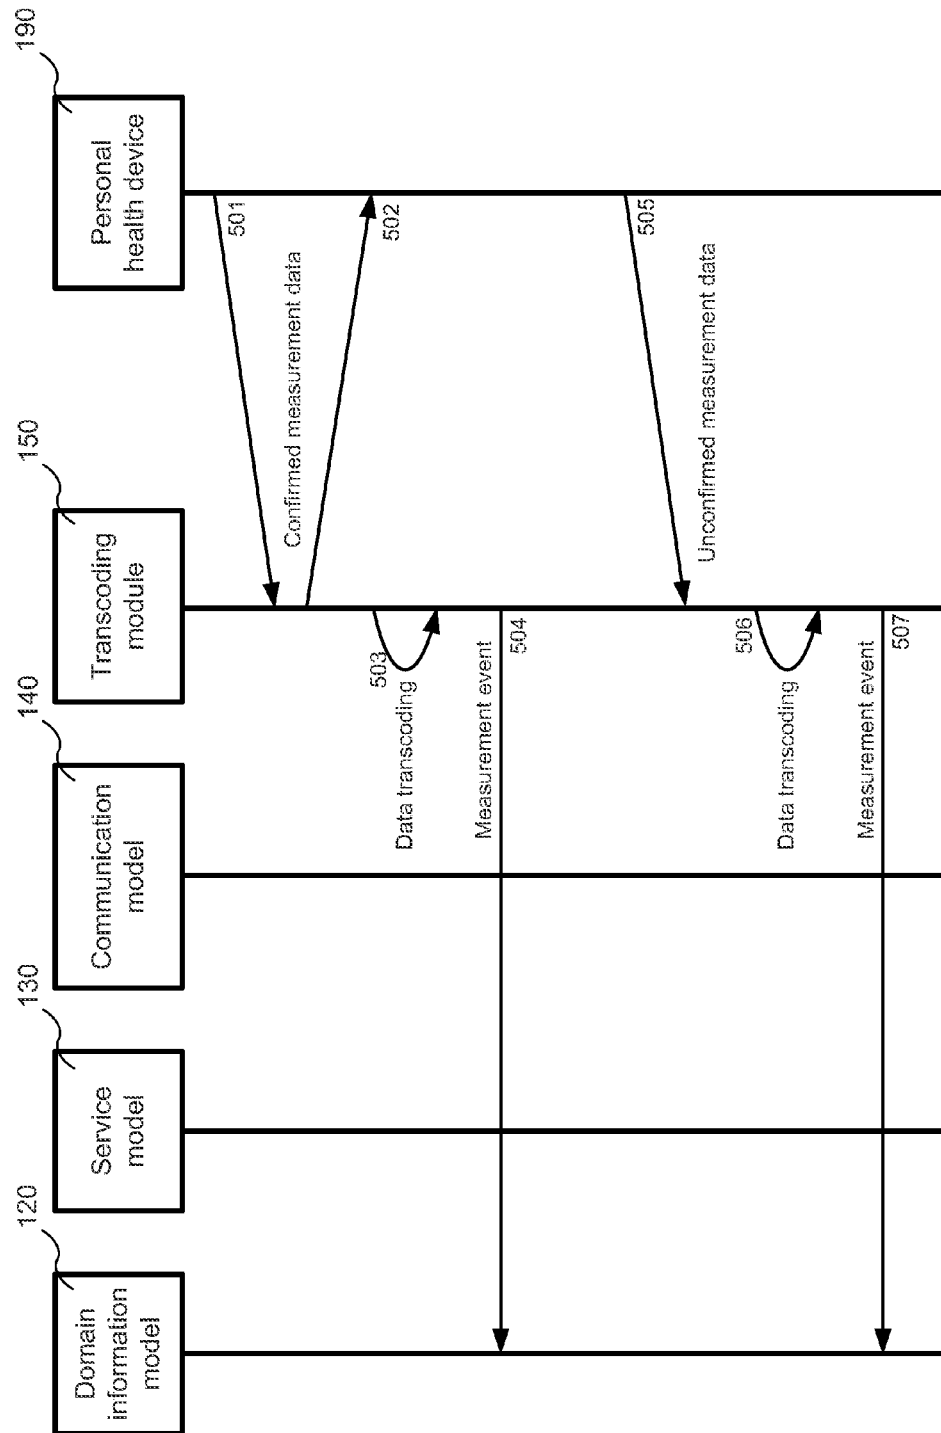 120
130
140
150
190
Domain
information
model
Service
model
Communication
model
Transcoding
module
Personal
health device
501
Confirmed measurement data
502
503
Data transcoding
Measurement event
504
505
Unconfirmed measurement data
506
Data transcoding
Measurement event
507